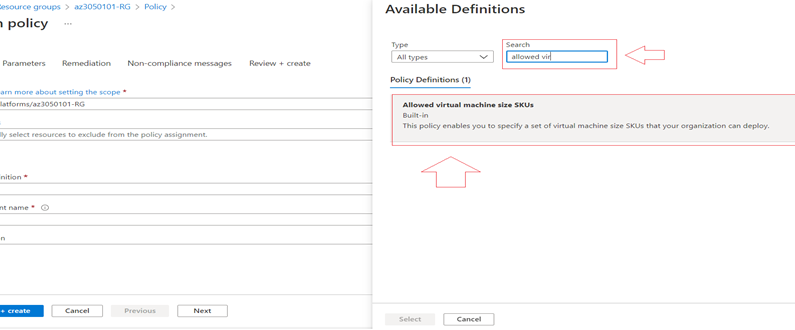 Resource groups > az3050101-RG > Policy >
policy ...
Parameters Remediation Non-compliance messages Review + create
earn more about setting the scope *
latforms/az3050101-RG
lly select resources to exclude from the policy assignment.
inition *
nt name *
n
+ create Cancel Previous Next
Available Definitions
Type
All types
Search
allowed vir
Policy Definitions (1)
Allowed virtual machine size SKUs
Built-in
This policy enables you to specify a set of virtual machine size SKUs that your organization can deploy.
Select Cancel